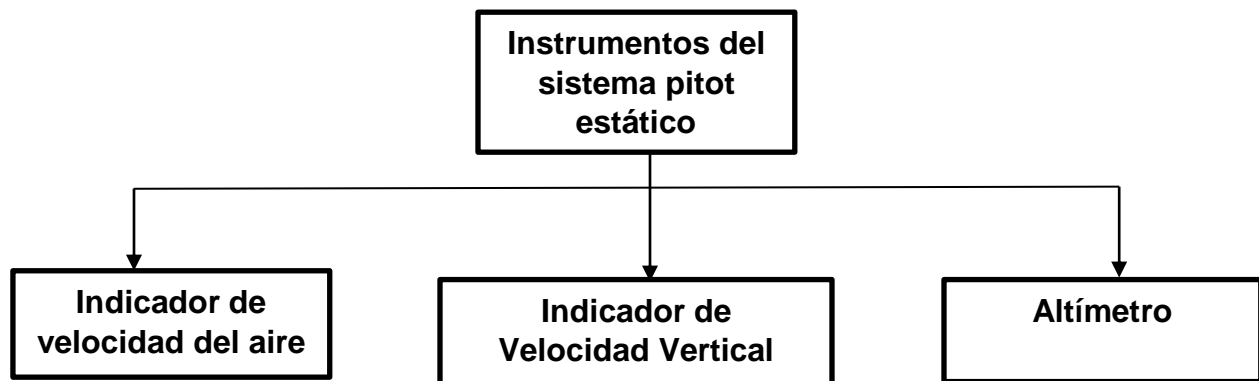 Instrumentos del
sistema pitot
estático
Indicador de
velocidad del aire
Indicador de
Velocidad Vertical
Altímetro